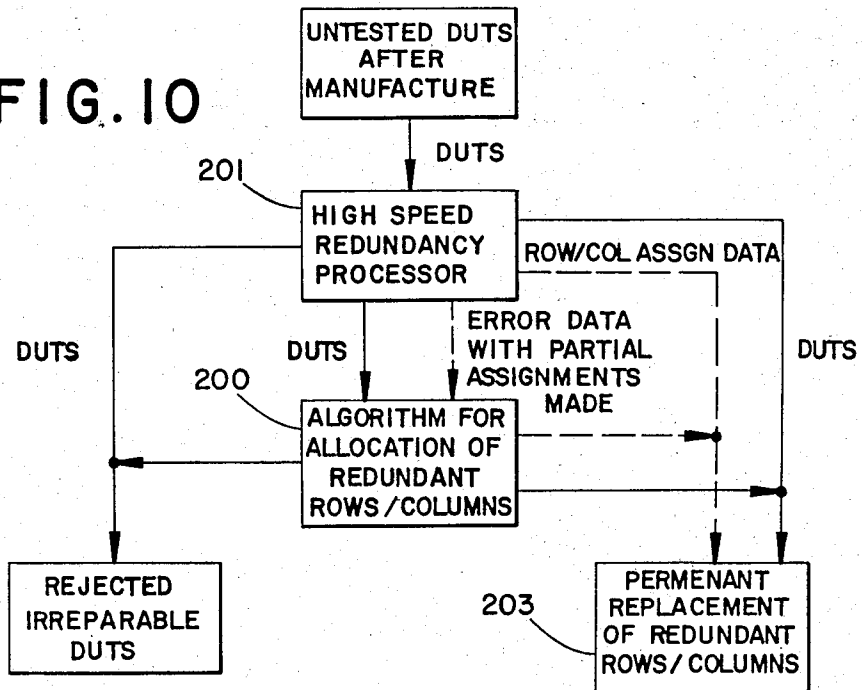 UNTESTED DUTS
AFTER
MANUFACTURE
FIG.10
DUTS
201
HIGH SPEED
REDUNDANCY
PROCESSOR
ROW/COL ASSGN DATA
DUTS
DUTS
ERROR DATA
WITH PARTIAL
ASSIGNMENTS
MADE
DUTS
200
ALGORITHM FOR
ALLOCATION OF
REDUNDANT
ROWS/COLUMNS
REJECTED
IRREPARABLE
DUTS
203
PERMENANT
REPLACEMENT
OF REDUNDANT
ROWS/COLUMNS